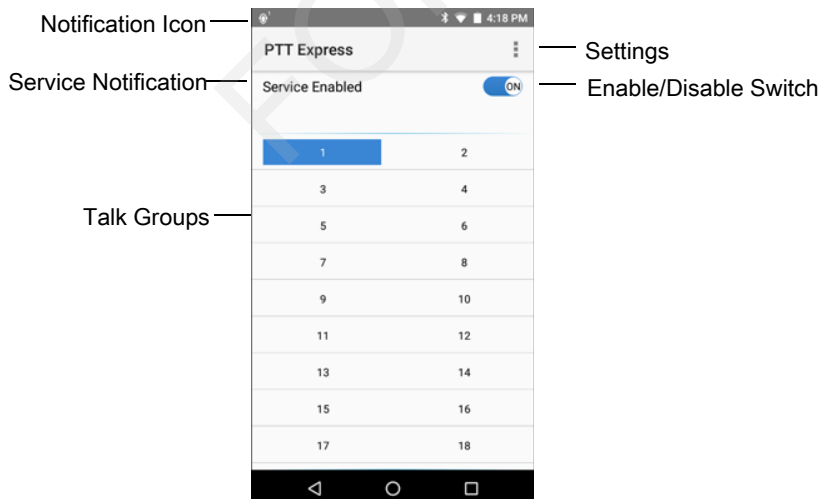 Notification Icon
4:18 PM
PTT Express
Settings
Service Notification
Service Enabled
ON
Enable/Disable Switch
1 2
3 4
Talk Groups
5 6
7 8
9 10
11 12
13 14
15 16
17 18
FO